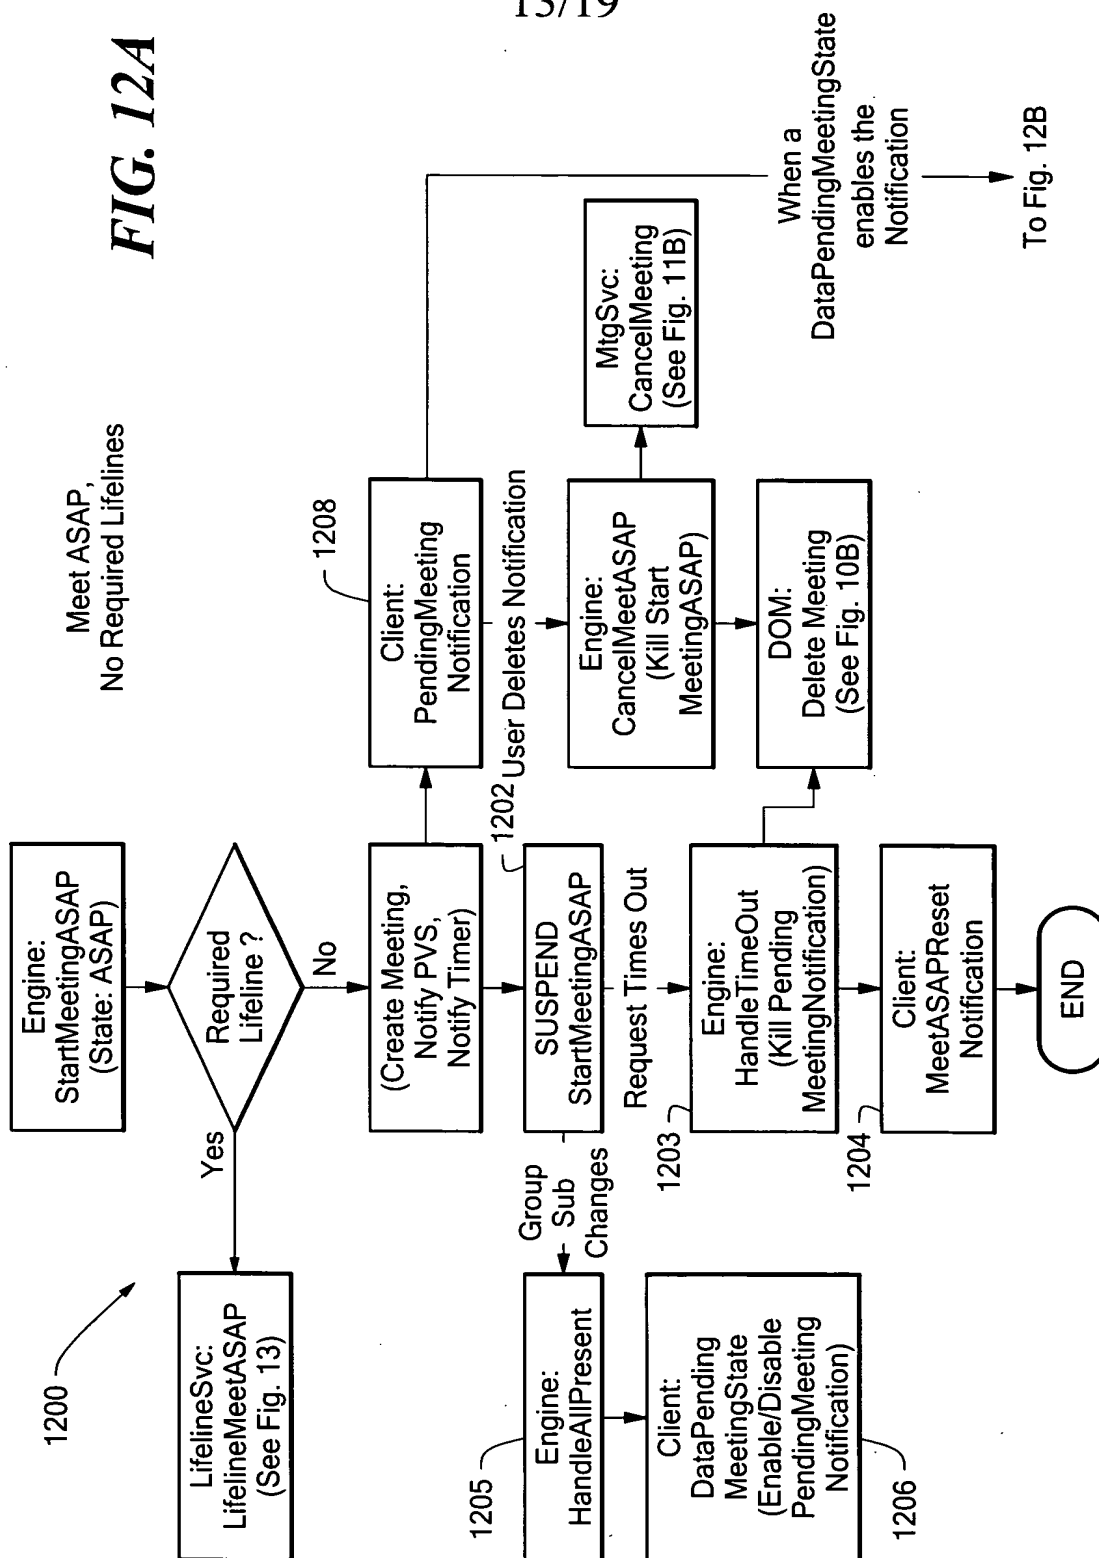 13/19
FIG. 12A
Meet ASAP,
No Required Lifelines
1200
Engine:
StartMeetingASAP
(State: ASAP)
Required
Lifeline ?
Yes
No
LifelineSvc:
LifelineMeetASAP
(See Fig. 13)
(Create Meeting,
Notify PVS,
Notify Timer)
1208
Client:
PendingMeeting
Notification
1202
User Deletes Notification
SUSPEND
StartMeetingASAP
Group
Sub
Changes
Request Times Out
1205
Engine:
HandleAllPresent
Client:
DataPending
MeetingState
(Enable/Disable
PendingMeeting
Notification)
1206
1203
Engine:
HandleTimeOut
(Kill Pending
MeetingNotification)
1204
Client:
MeetASAPReset
Notification
END
Engine:
CancelMeetASAP
(Kill Start
MeetingASAP)
MtgSvc:
CancelMeeting
(See Fig. 11B)
DOM:
Delete Meeting
(See Fig. 10B)
When a
DataPendingMeetingState
enables the
Notification
To Fig. 12B